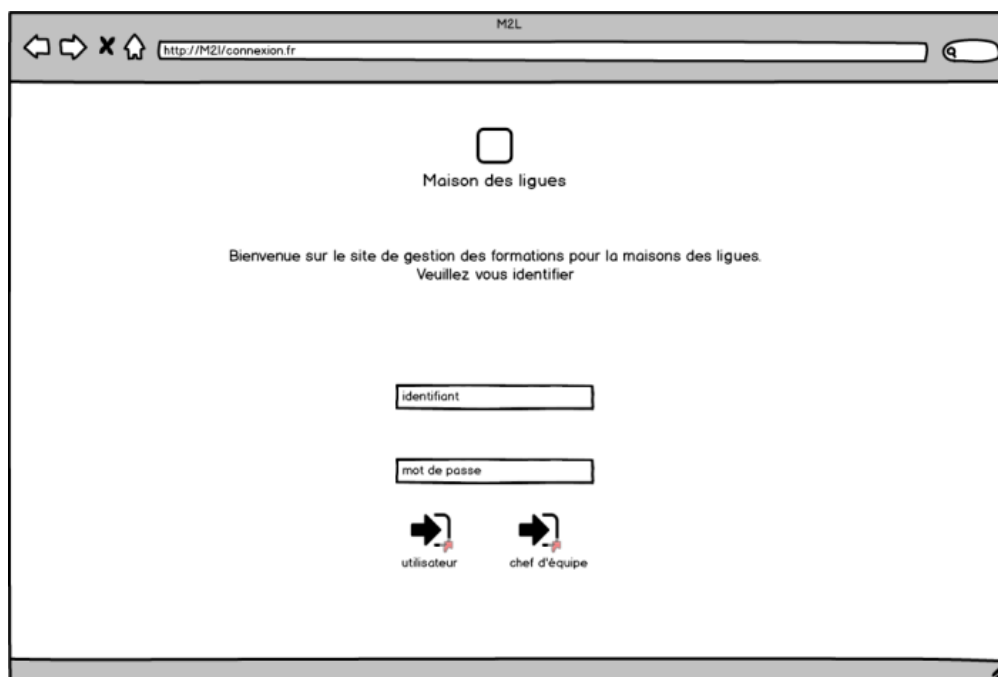 M2L
http://M2l/connexion.fr
Maison des ligues
Bienvenue sur le site de gestion des formations pour la maisons des ligues.
Veuillez vous identifier
identifiant
mot de passe
utilisateur chef d'équipe